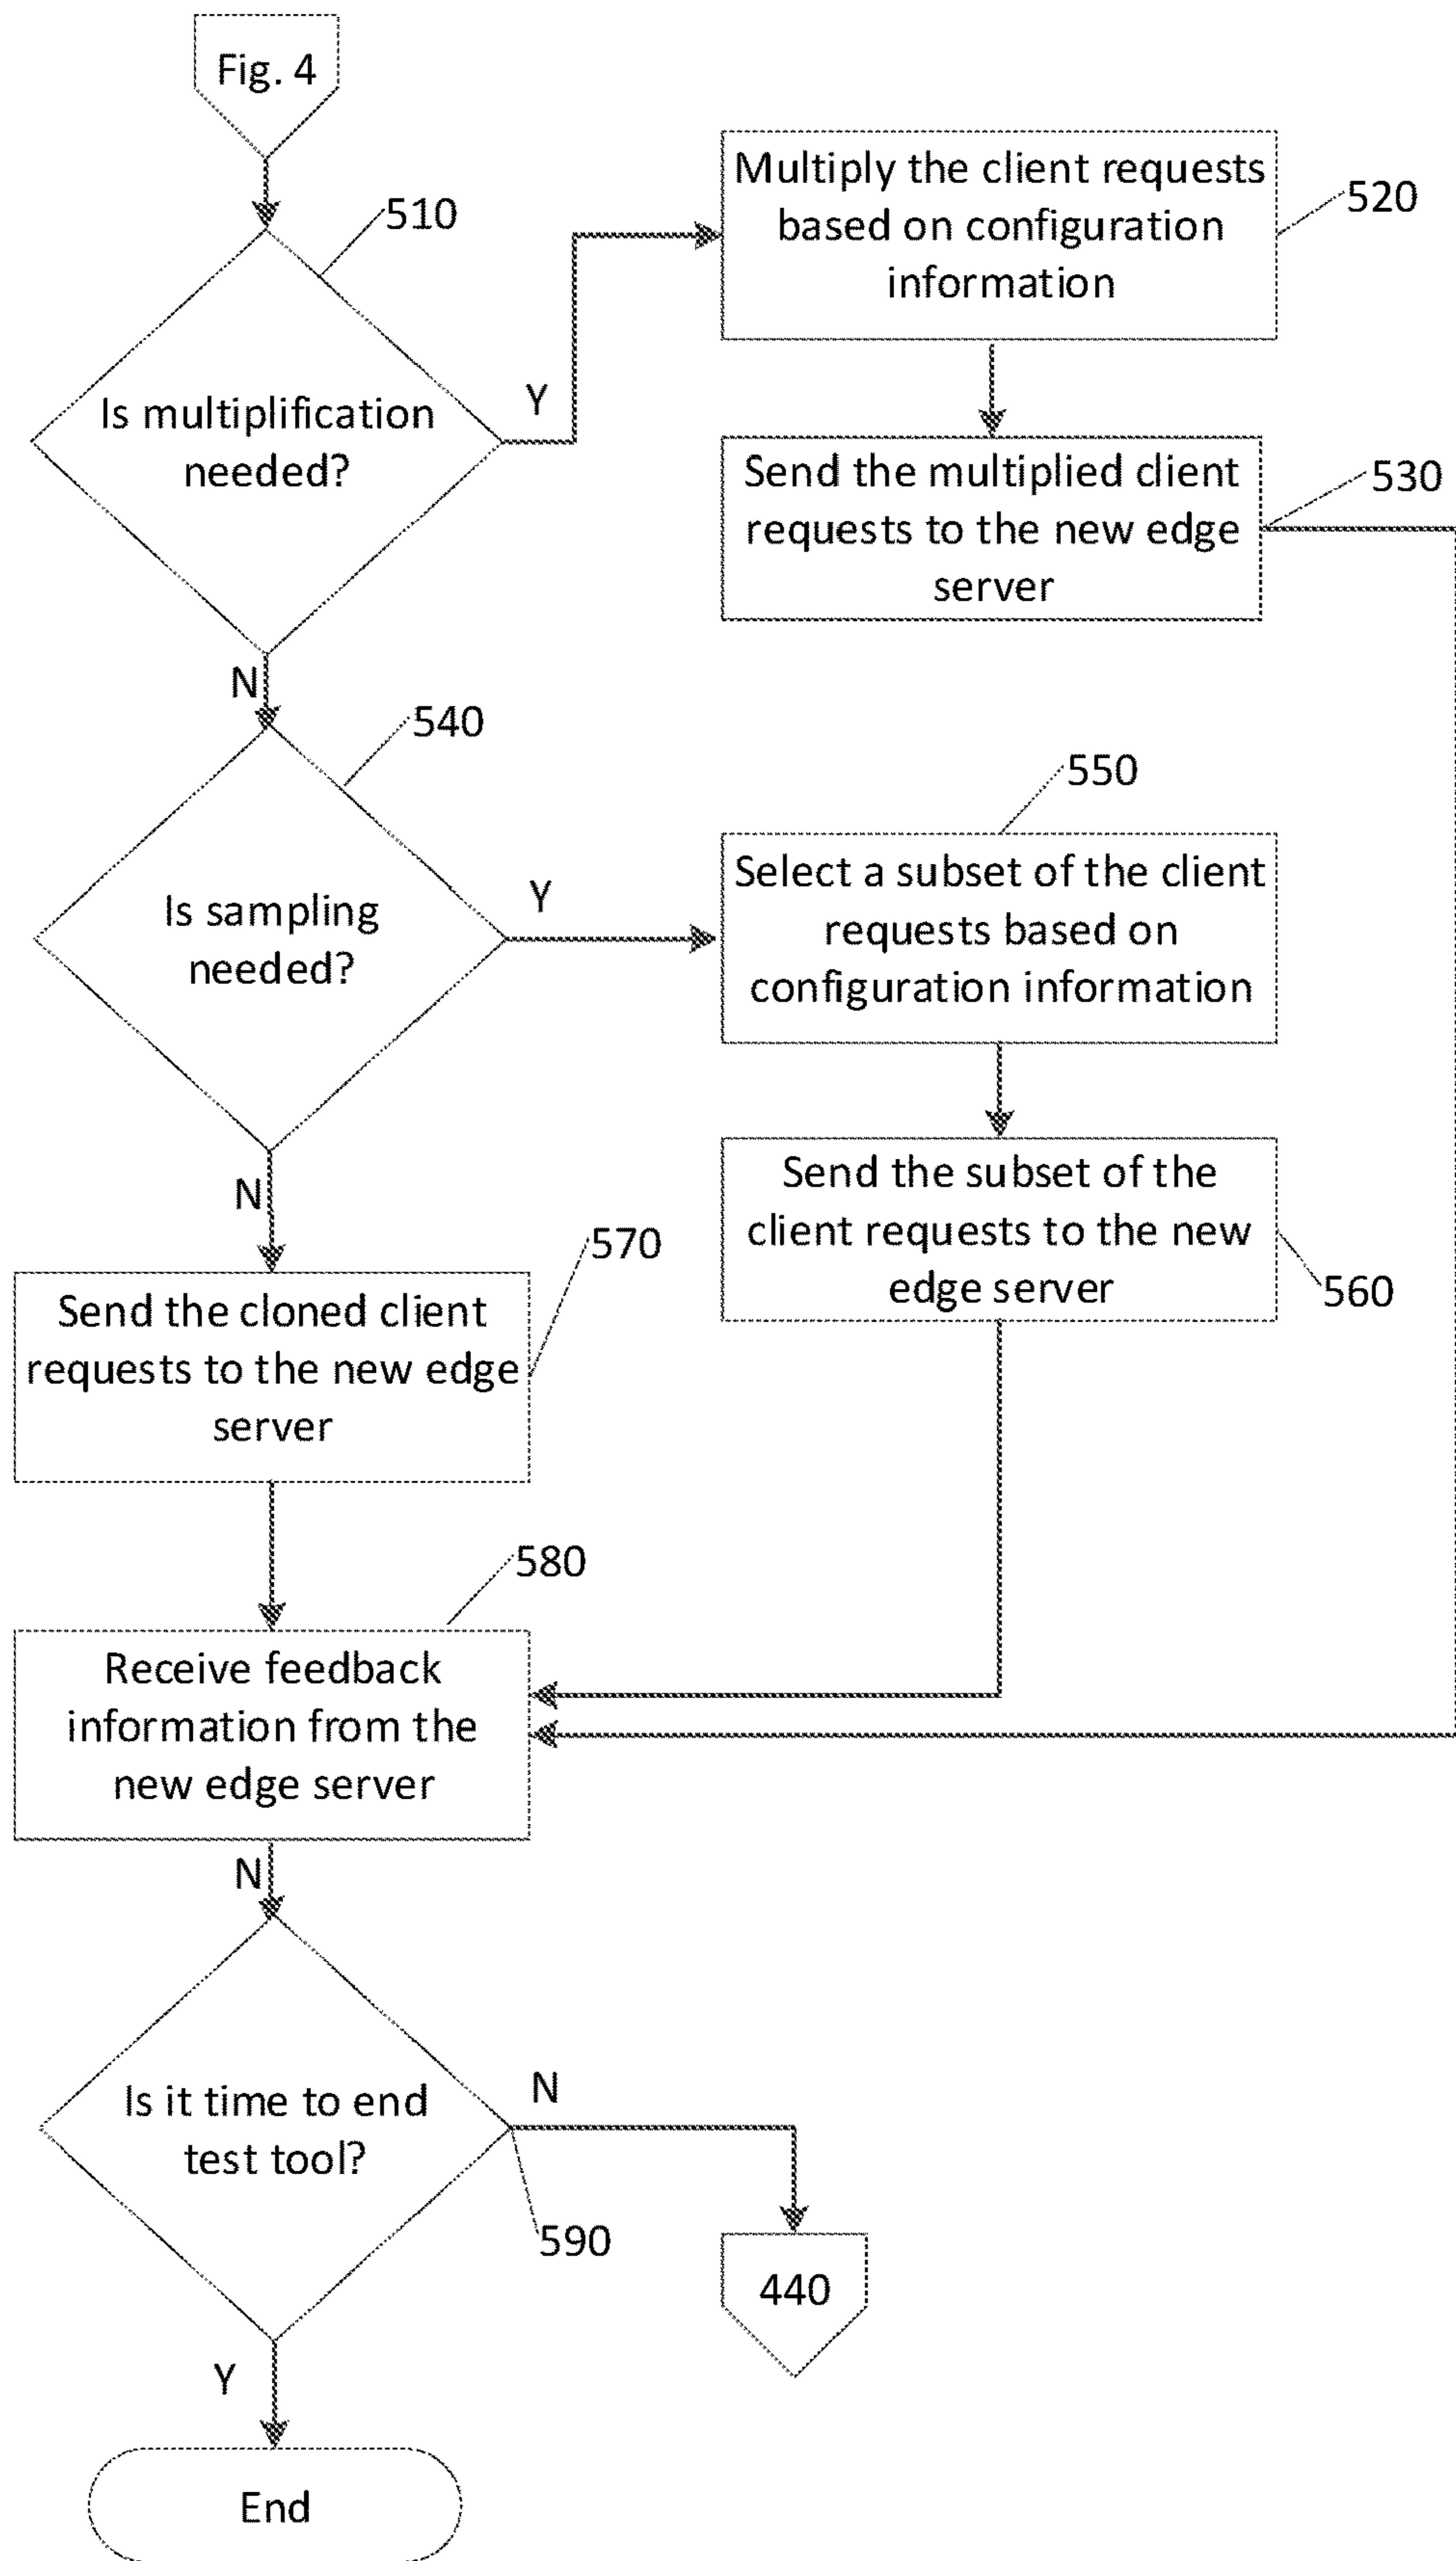 Fig. 4
510
Is multiplification
needed?
Y
Multiply the client requests
based on configuration
information
520
Send the multiplied client
requests to the new edge
server
530
N
540
Is sampling
needed?
Y
550
Select a subset of the client
requests based on
configuration information
Send the subset of the
client requests to the new
edge server
560
N
570
Send the cloned client
requests to the new edge
server
580
Receive feedback
information from the
new edge server
N
Is it time to end
test tool?
N
590
440
Y
End